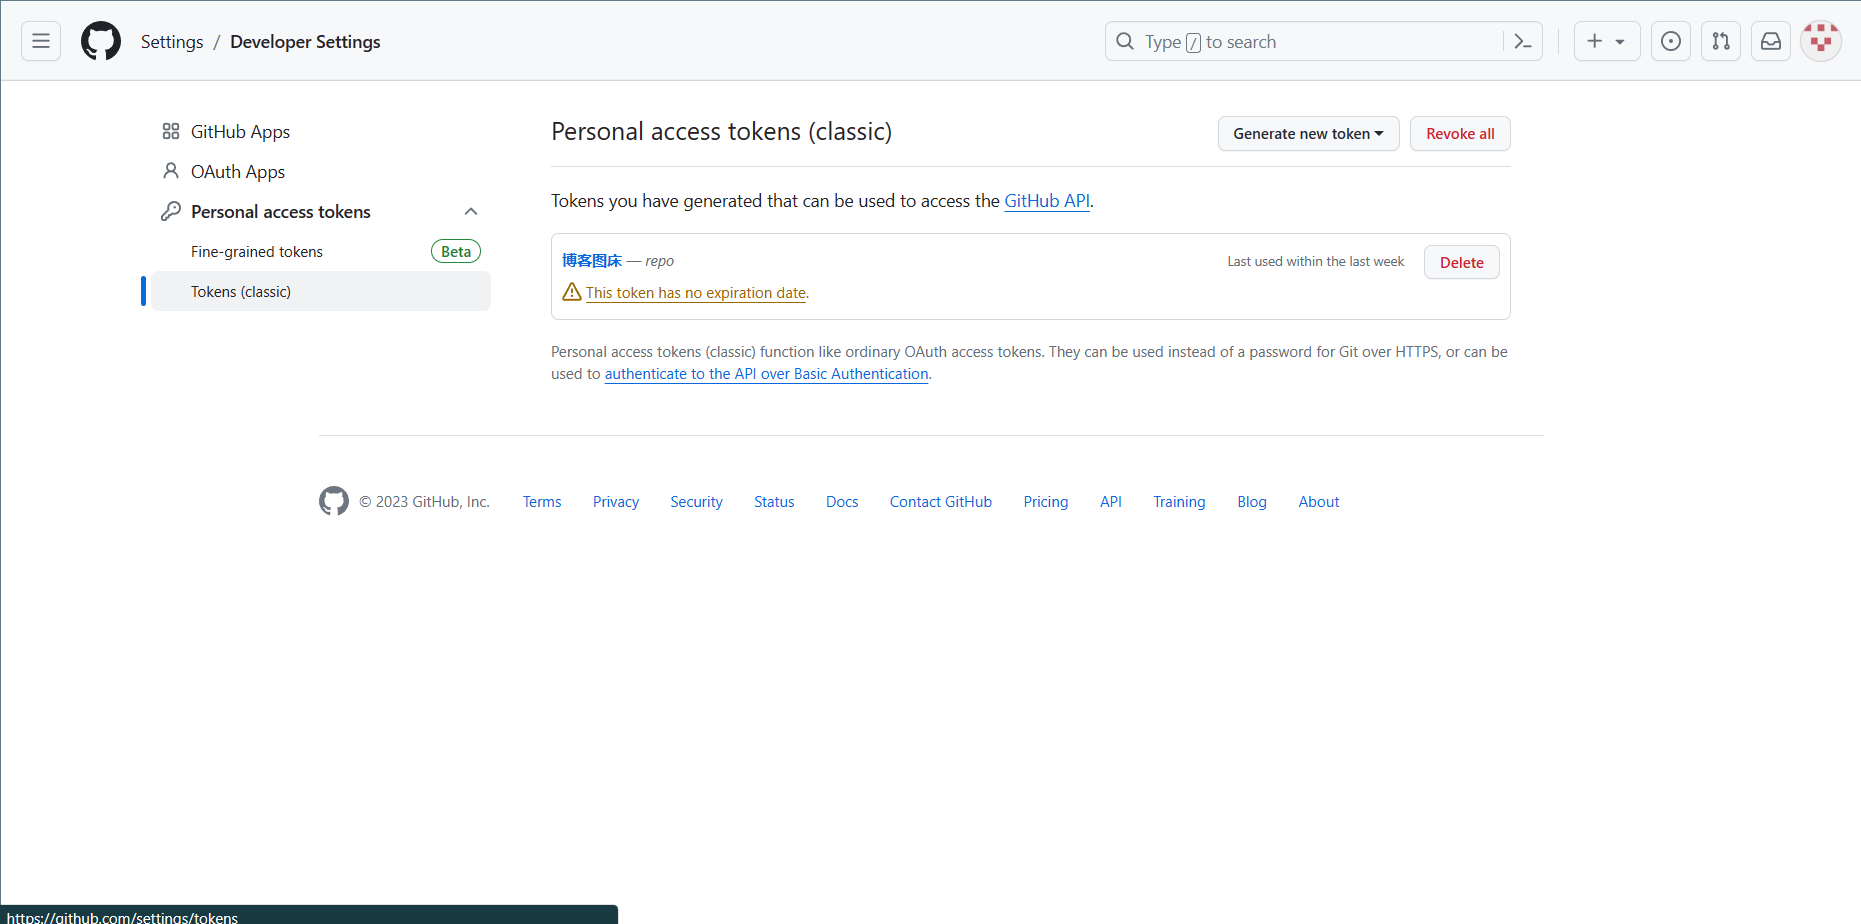 Settings / Developer Settings
Type / to search
GitHub Apps
OAuth Apps
Personal access tokens
Fine-grained tokens Beta
Tokens (classic)
Personal access tokens (classic)
Generate new token
Revoke all
Tokens you have generated that can be used to access the GitHub API.
博客图床 — repo
Last used within the last week
Delete
This token has no expiration date.
Personal access tokens (classic) function like ordinary OAuth access tokens. They can be used instead of a password for Git over HTTPS, or can be
used to authenticate to the API over Basic Authentication.
© 2023 GitHub, Inc. Terms Privacy Security Status Docs Contact GitHub Pricing API Training Blog About
https://github.com/settings/tokens